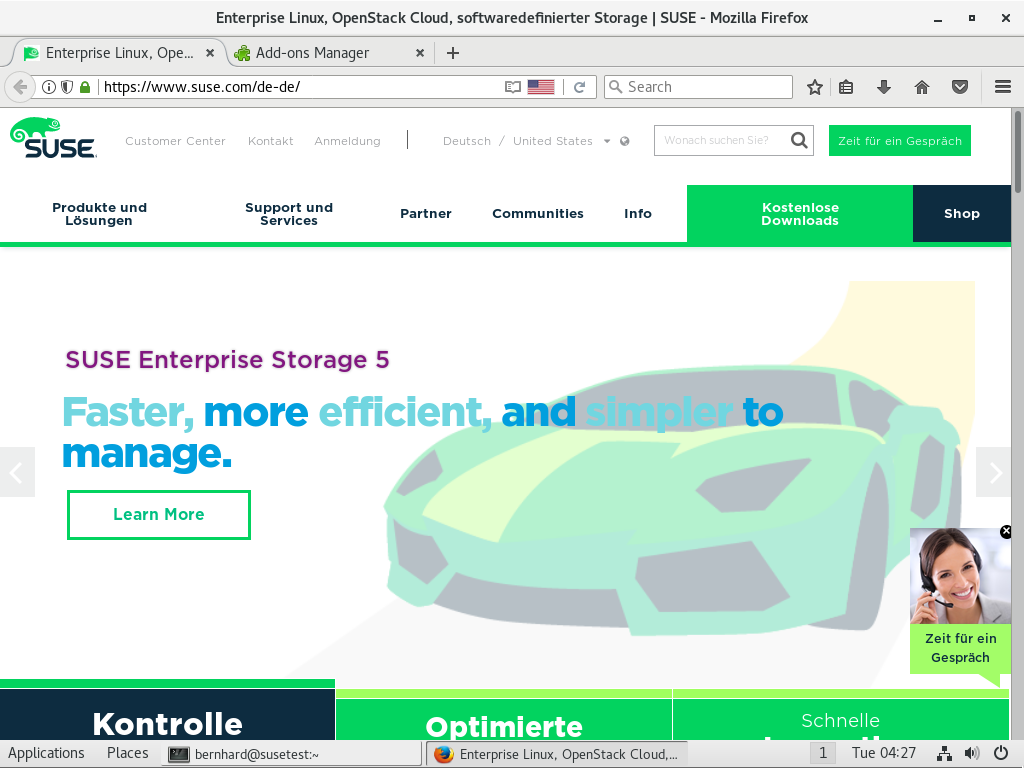 Enterprise Linux, OpenStack Cloud, softwaredefinierter Storage | SUSE - Mozilla Firefox
Enterprise Linux, Ope...
Add-ons Manager
https://www.suse.com/de-de/
Search
SUSE
Customer Center
Kontakt
Anmeldung
Deutsch / United States
Wonach suchen Sie?
Zeit für ein Gespräch
Produkte und
Lösungen
Support und
Services
Partner
Communities
Info
Kostenlose
Downloads
Shop
SUSE Enterprise Storage 5
Faster, more efficient, and simpler to
manage.
Learn More
Zeit für ein
Gespräch
Kontrolle
Optimierte
Schnelle
Applications
Places
bernhard@susetest:~
Enterprise Linux, OpenStack Cloud,...
1
Tue 04:27